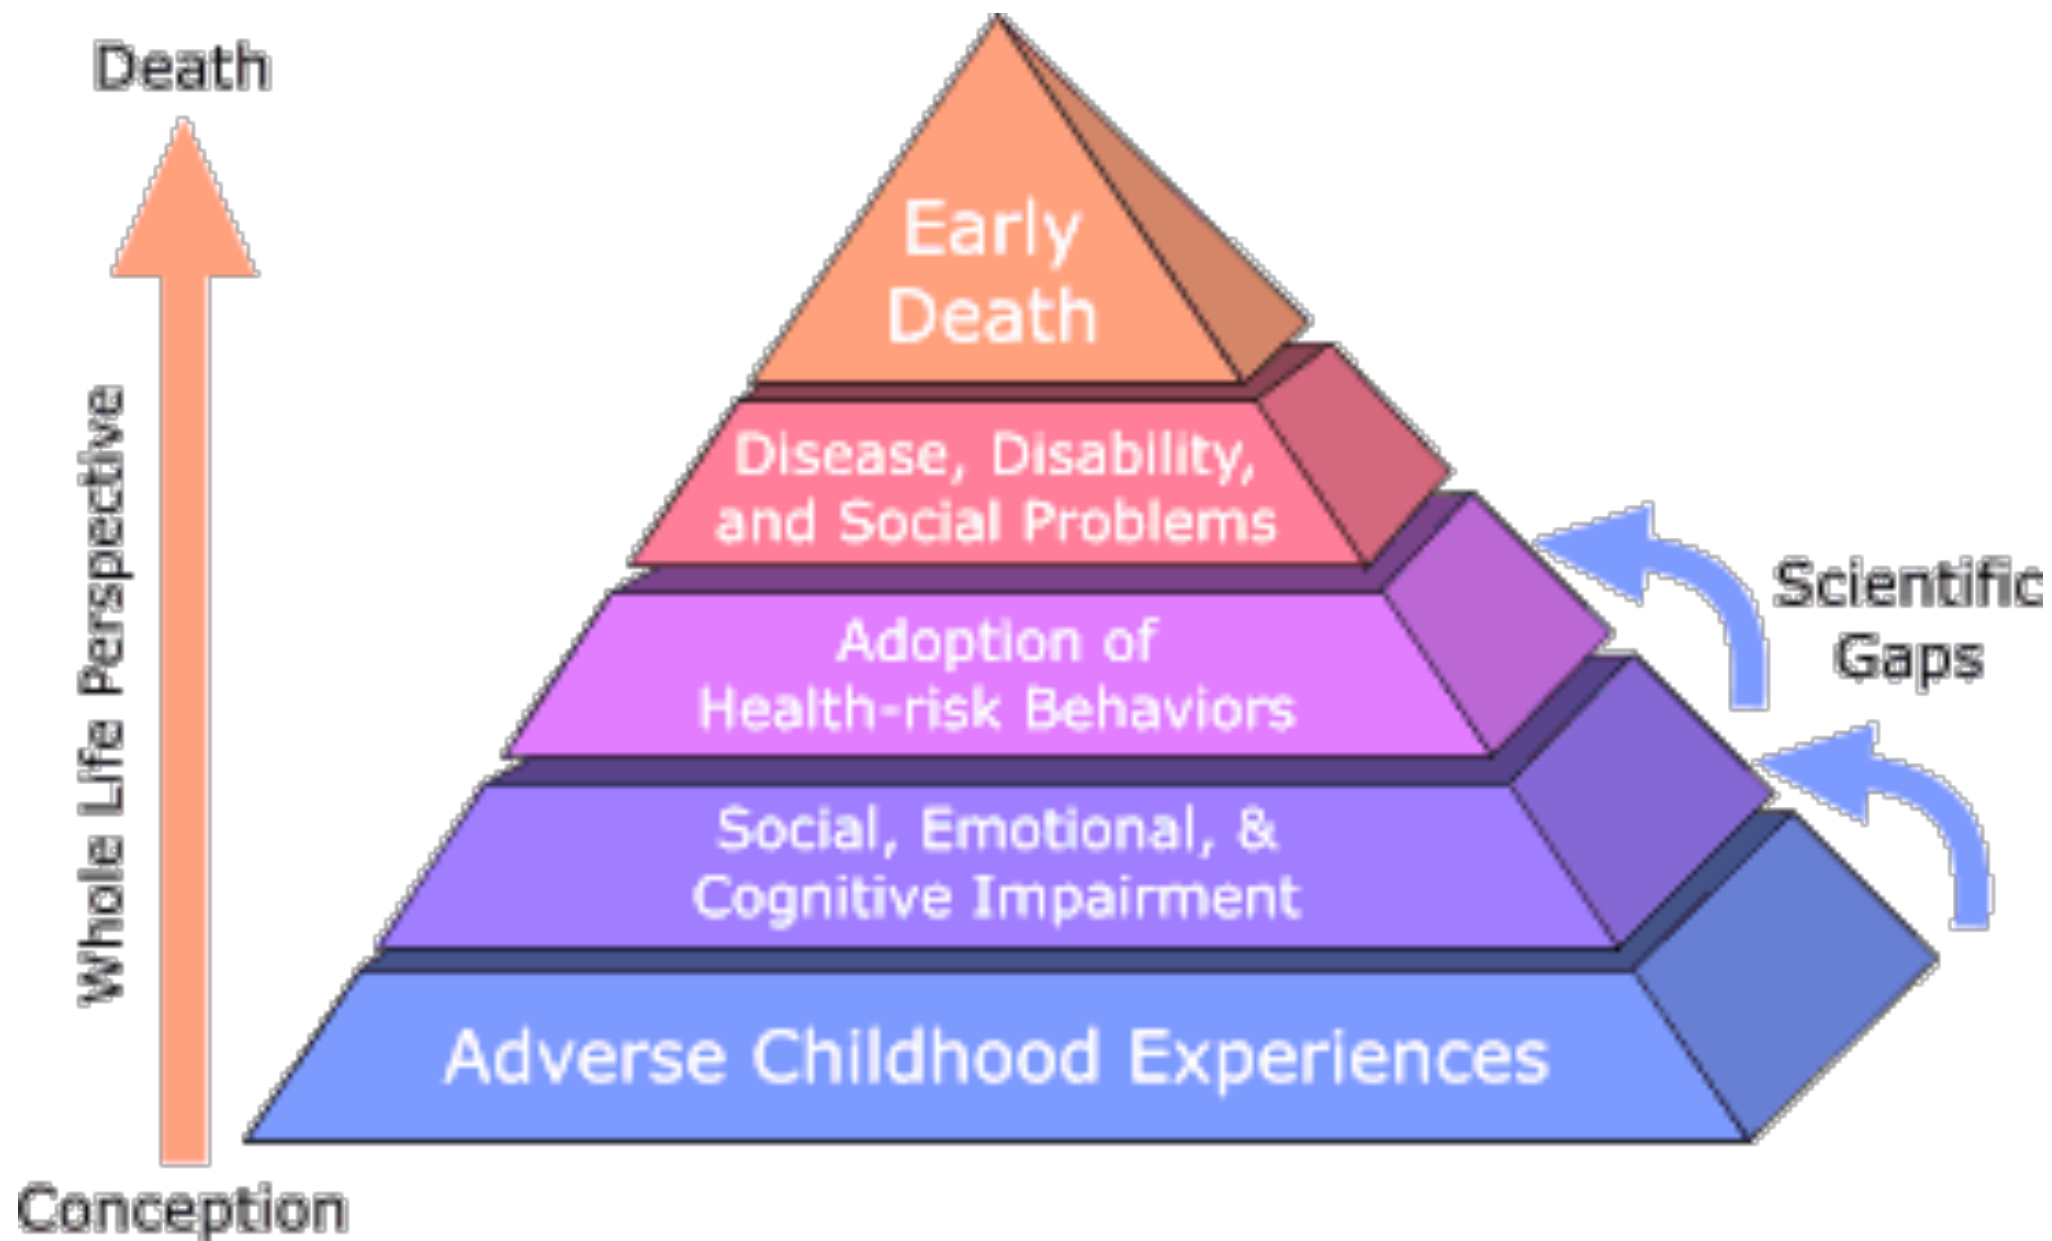 Death
Whole Life Perspective
Conception
Early
Death
Disease, Disability,
and Social Problems
Adoption of
Health-risk Behaviors
Social, Emotional, &
Cognitive Impairment
Adverse Childhood Experiences
Scientific
Gaps